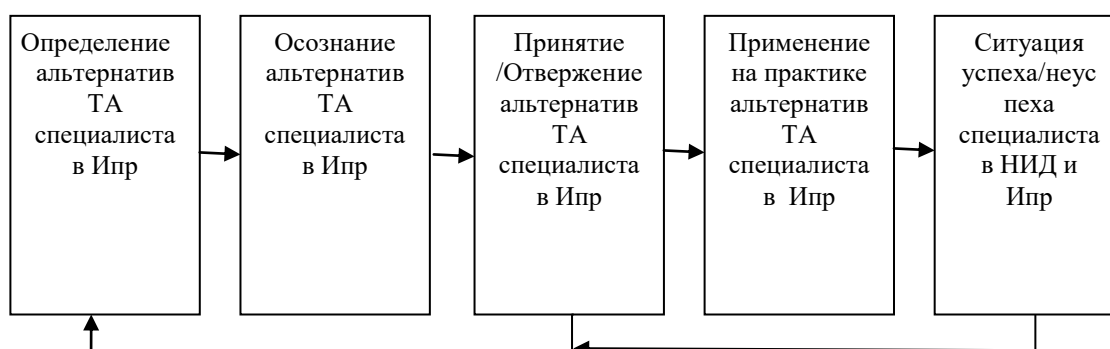 Определение
альтернатив
ТА
специалиста
в Ипр
Осознание
альтернатив
ТА
специалиста
в Ипр
Принятие
/Отвержение
альтернатив
ТА
специалиста
в Ипр
Применение
на практике
альтернатив
ТА
специалиста
в Ипр
Ситуация
успеха/неус
пеха
специалиста
в НИД и
Ипр